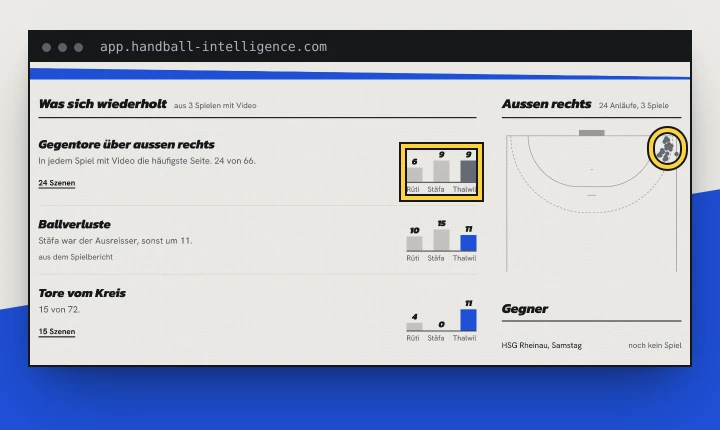 app.handball-intelligence.com
Was sich wiederholt aus 3 Spielen mit Video
Gegentore über aussen rechts
In jedem Spiel mit Video die häufigste Seite. 24 von 66.
24 Szenen
6 9 9
Rüti Stäfa Thalwil
Ballverluste
Stäfa war der Ausreisser, sonst um 11.
aus dem Spielbericht
10 15 11
Rüti Stäfa Thalwil
Tore vom Kreis
15 von 72.
15 Szenen
4 0 11
Rüti Stäfa Thalwil
Aussen rechts 24 Anläufe, 3 Spiele
Gegner
HSG Rheinau, Samstag noch kein Spiel